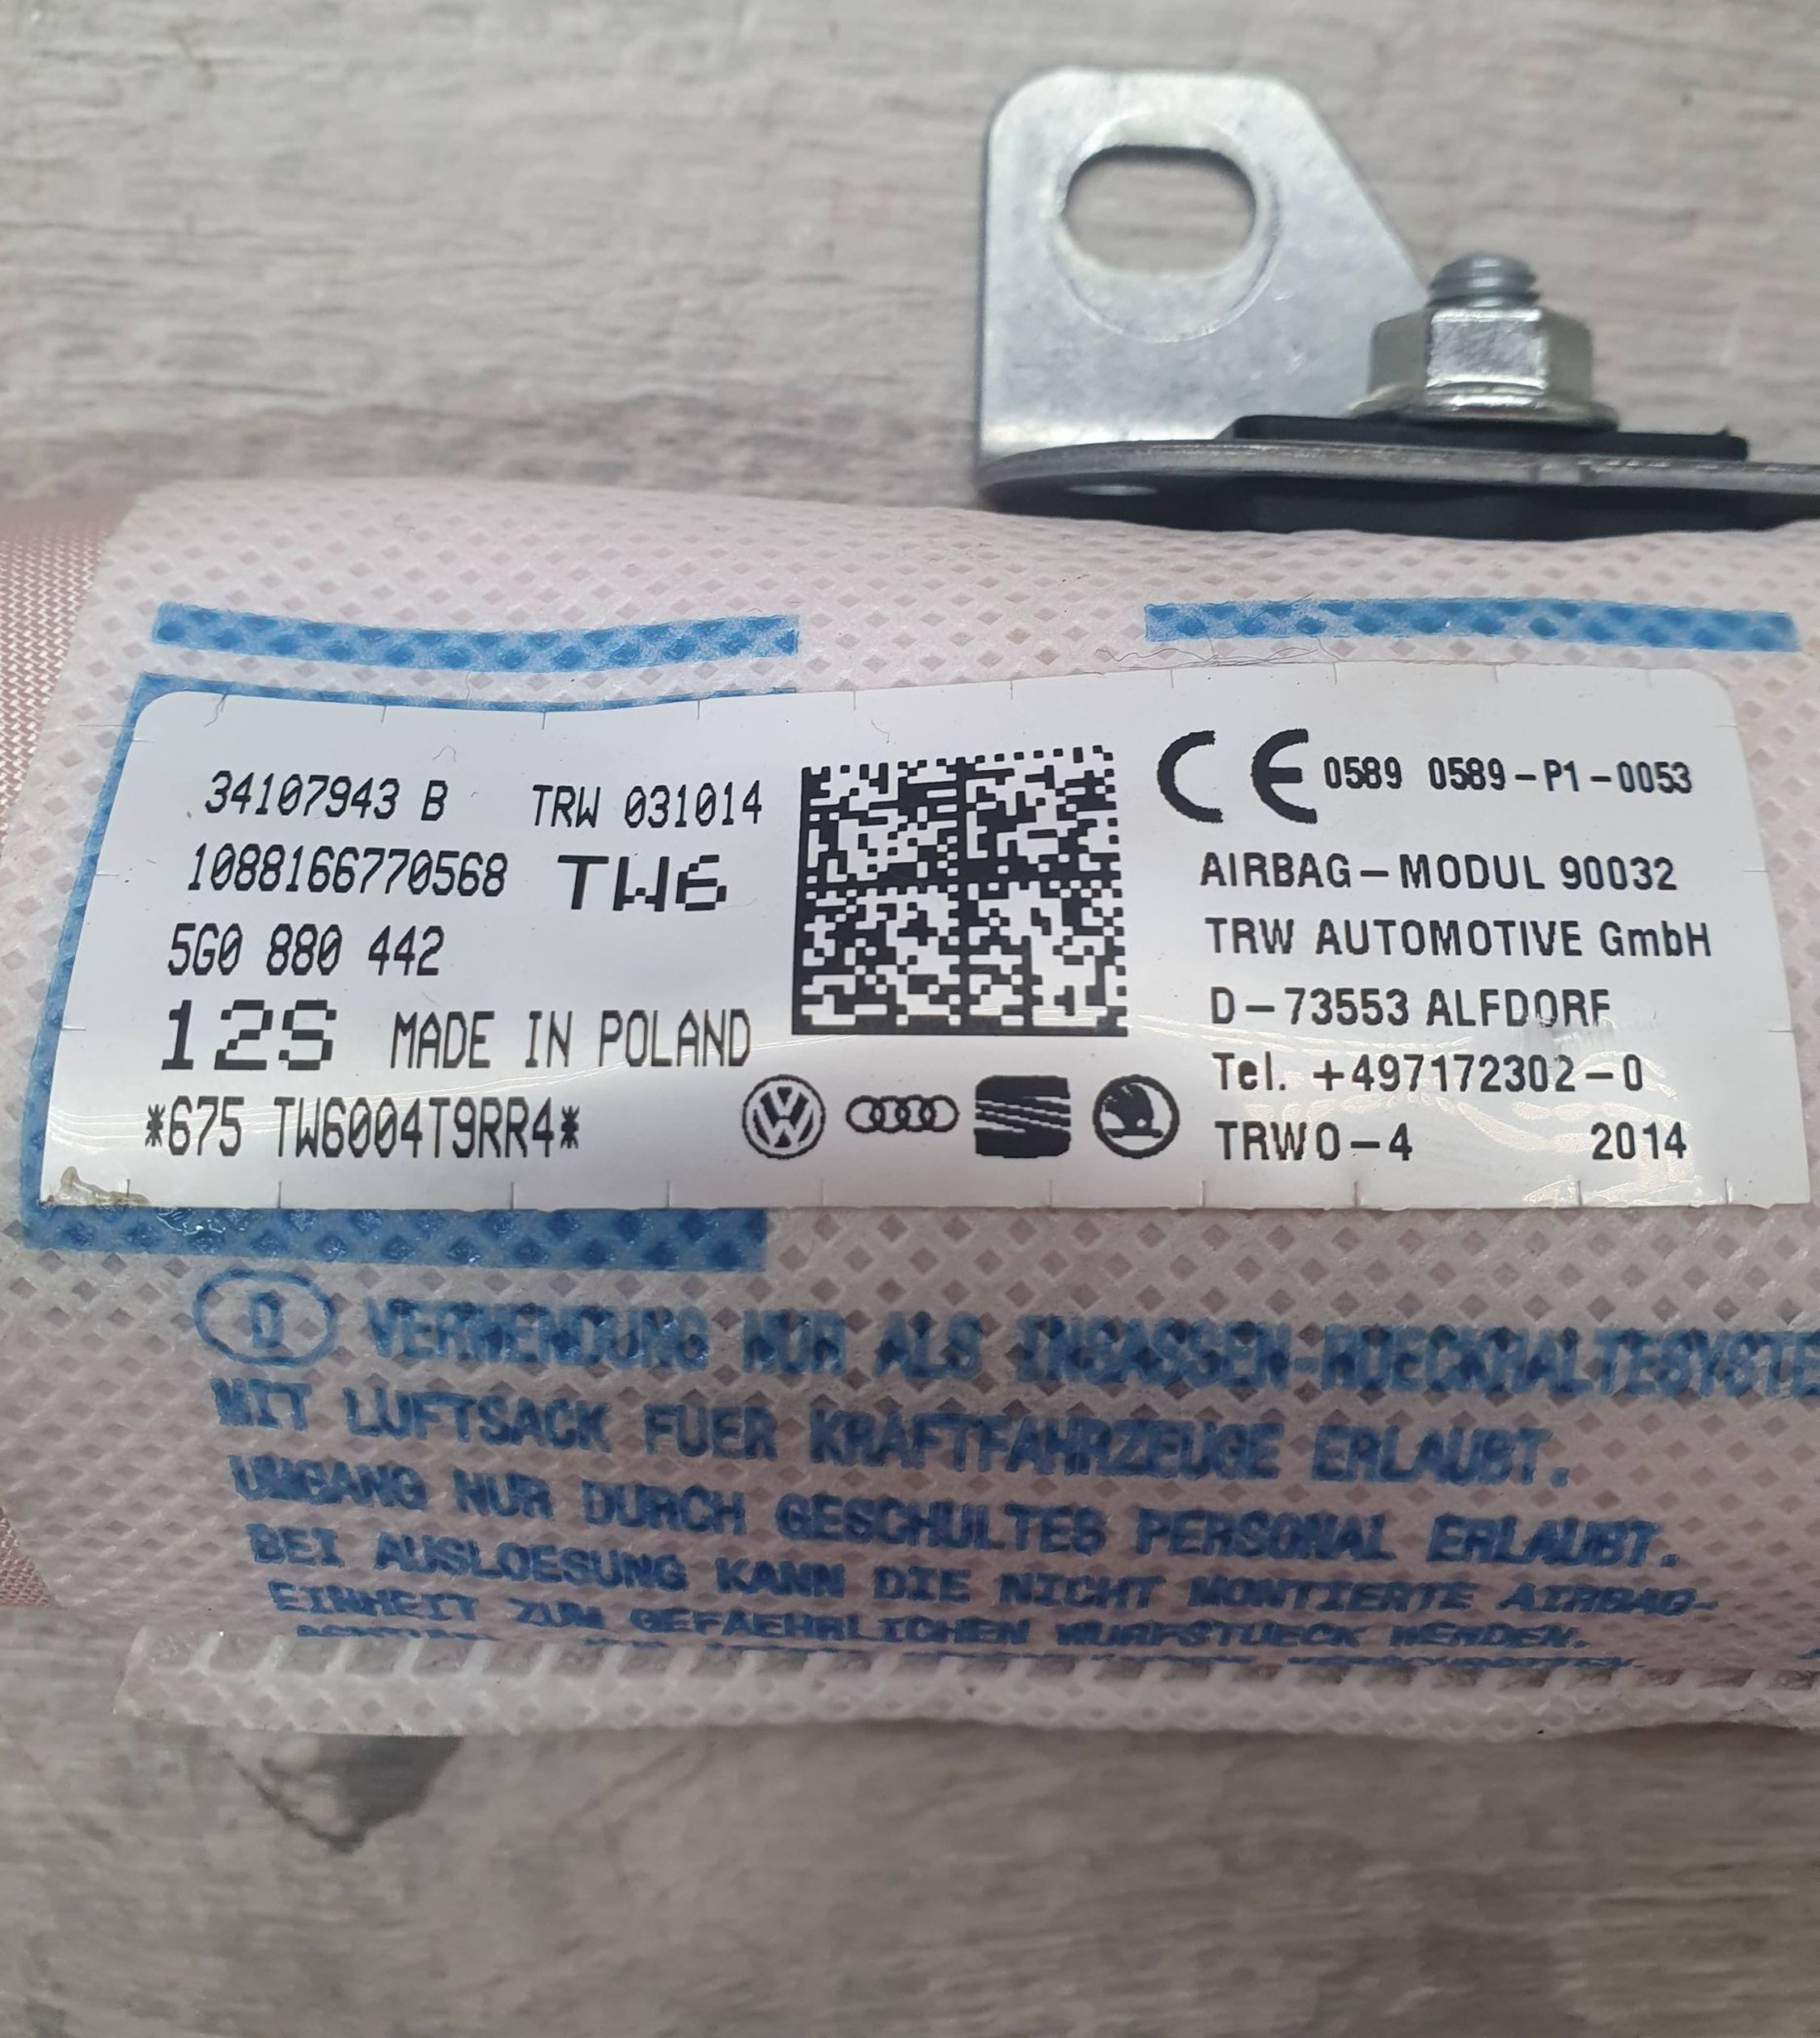 34107943 B TRW 031014
1088166770568 TW6
5G0 880 442
12S MADE IN POLAND
*675 TW6004T9RR4*
CE 0589 0589-P1-0053
AIRBAG-MODUL 90032
TRW AUTOMOTIVE GmbH
D-73553 ALFDORF
Tel. +497172302-0
TRWO-4 2014
D VERWENDUNG NUR ALS INSASSEN-RUECKHALTESYSTE
MIT LUFTSACK FUER KRAFTFAHRZEUGE ERLAUBT.
UMGANG NUR DURCH GESCHULTES PERSONAL ERLAUBT.
BEI AUSLOESUNG KANN DIE NICHT MONTIERTE AIRBAG-
EINHEIT ZUM GEFAEHRLICHEN WURFSTUECK WERDEN.